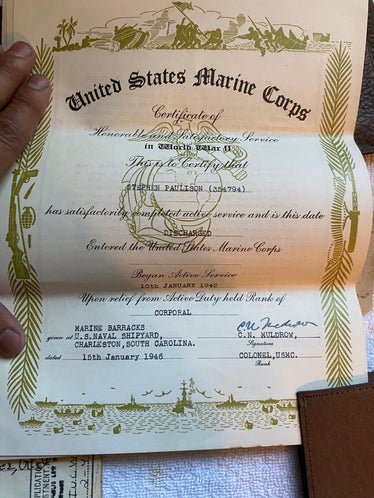 United States Marine Corps
Certificate of
Honorable and Satisfactory Service
in World War II
This is to Certify that
STEPHEN PAULISON (354794)
has satisfactorily completed active service and is this date
DISCHARGED
Entered the United States Marine Corps
Began Active Service
10th JANUARY 1942
Upon relief from Active Duty held Rank of
CORPORAL
MARINE BARRACKS
given at U.S.NAVAL SHIPYARD,
CHARLESTON,SOUTH CAROLINA.
dated 15th January 1946
C N Muldrow
C.N. MULDROW,
Signature
COLONEL,USMC.
Rank